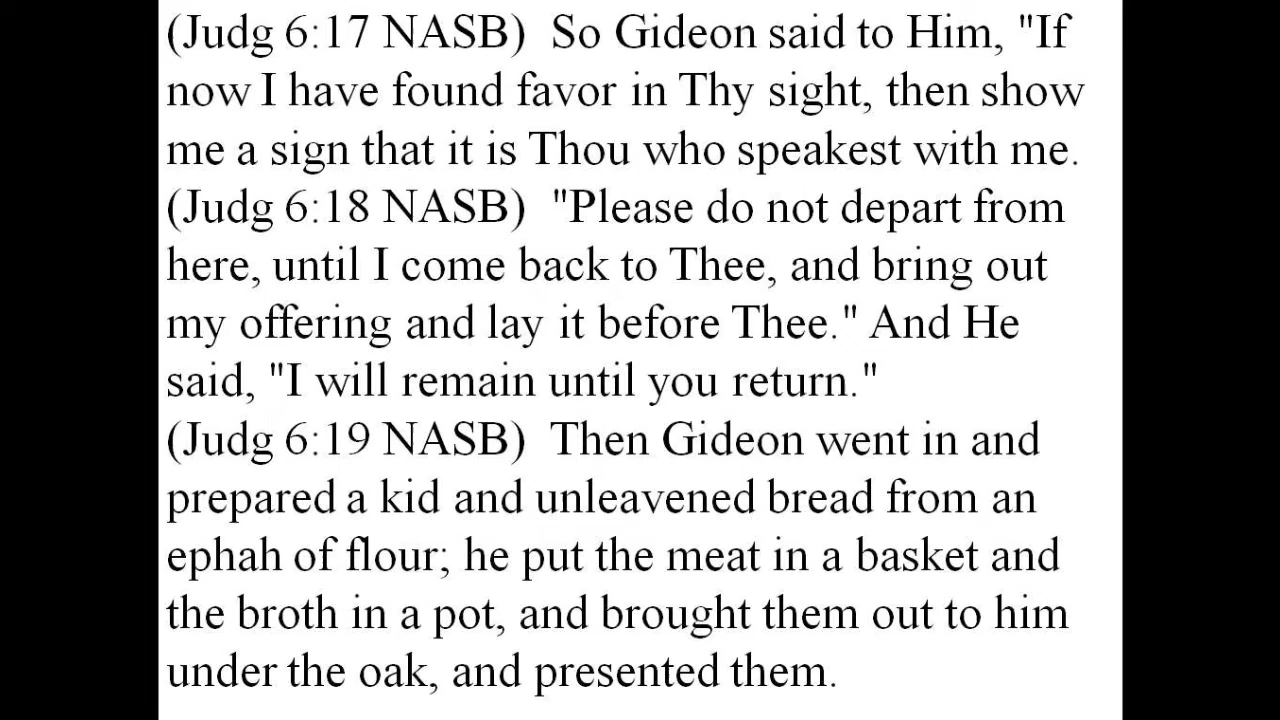 (Judg 6:17 NASB)  So Gideon said to Him, "If
now I have found favor in Thy sight, then show
me a sign that it is Thou who speakest with me.
(Judg 6:18 NASB)  "Please do not depart from
here, until I come back to Thee, and bring out
my offering and lay it before Thee." And He
said, "I will remain until you return."
(Judg 6:19 NASB)  Then Gideon went in and
prepared a kid and unleavened bread from an
ephah of flour; he put the meat in a basket and
the broth in a pot, and brought them out to him
under the oak, and presented them.